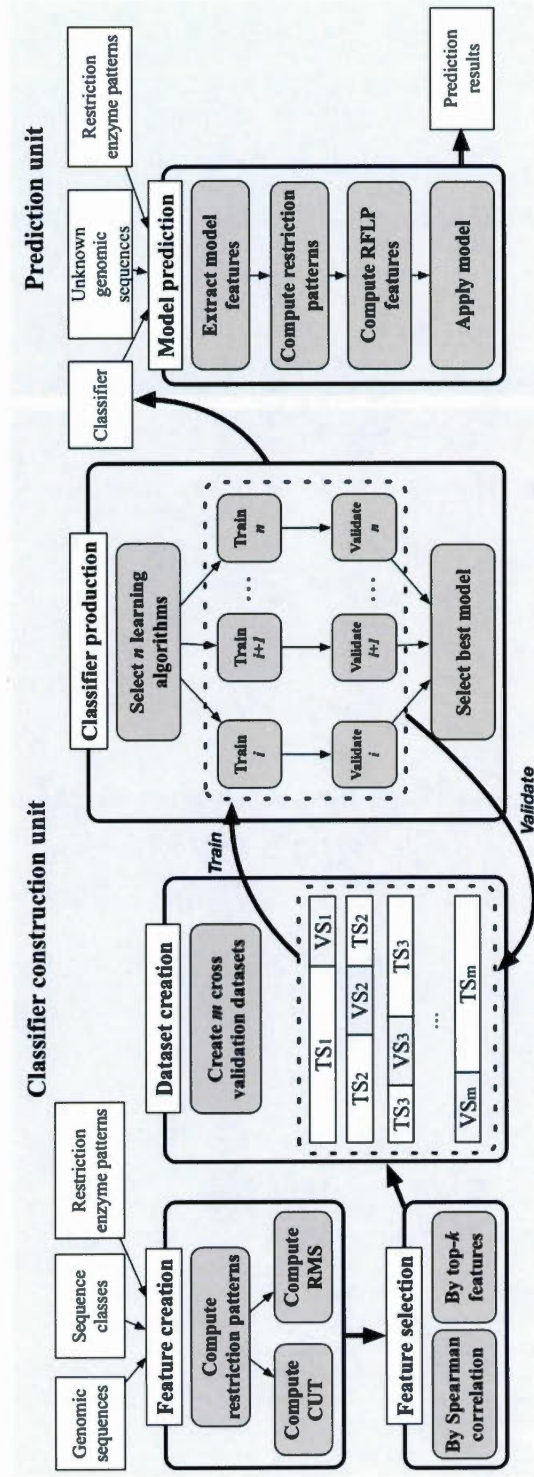 Classifier construction unit
Genomic
sequences
Sequence
classes
Restriction
enzyme patterns
Feature creation
Compute
restriction patterns
Compute
CUT
Compute
RMS
Feature selection
By Spearman
correlation
By top-k
features
Dataset creation
Create m cross
validation datasets
TS1 VS1
TS2 VS2 TS2
TS3 VS3 TS3
...
VSm TSm
Train
Validate
Classifier production
Select n learning
algorithms
Train
i
Train
i+1
...
Train
n
Validate
i
Validate
i+1
...
Validate
n
Select best model
Prediction unit
Classifier
Unknown
genomic
sequences
Restriction
enzyme patterns
Model prediction
Extract model
features
Compute restriction
patterns
Compute RFLP
features
Apply model
Prediction
results